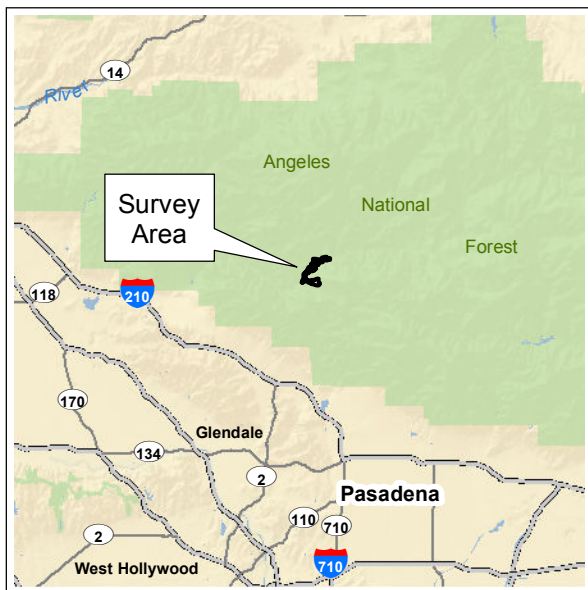 14
River
Angeles
National
Forest
Survey
Area
210
118
170
Glendale
134
2
Pasadena
110
710
2
West Hollywood
710